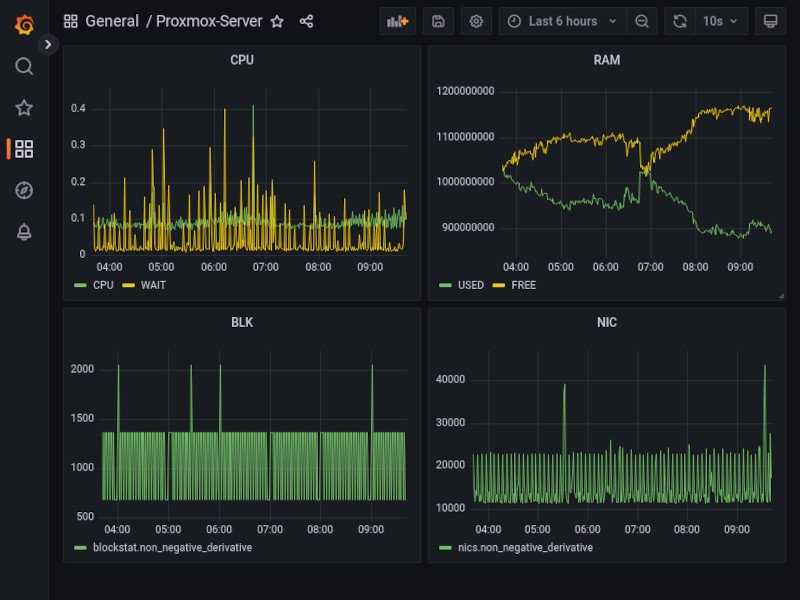 General / Proxmox-Server
Last 6 hours
10s
CPU
0.4
0.3
0.2
0.1
0
04:00 05:00 06:00 07:00 08:00 09:00
CPU WAIT
RAM
1200000000
1100000000
1000000000
900000000
04:00 05:00 06:00 07:00 08:00 09:00
USED FREE
BLK
2000
1500
1000
500
04:00 05:00 06:00 07:00 08:00 09:00
blockstat.non_negative_derivative
NIC
40000
30000
20000
10000
04:00 05:00 06:00 07:00 08:00 09:00
nics.non_negative_derivative